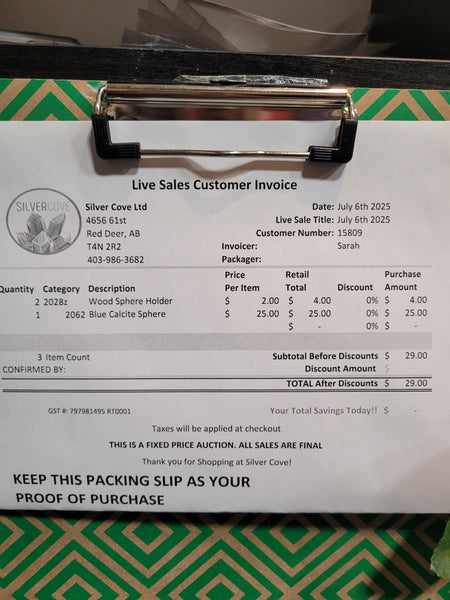 Live Sales Customer Invoice
SILVERCOVE
Silver Cove Ltd
4656 61st
Red Deer, AB
T4N 2R2
403-986-3682
Date: July 6th 2025
Live Sale Title: July 6th 2025
Customer Number: 15809
Invoicer: Sarah
Packager:
Quantity Category Description Price Per Item Retail Total Discount Purchase Amount
2 2028z Wood Sphere Holder $ 2.00 $ 4.00 0% $ 4.00
1 2062 Blue Calcite Sphere $ 25.00 $ 25.00 0% $ 25.00
$ - 0% $ -
3 Item Count Subtotal Before Discounts $ 29.00
CONFIRMED BY: Discount Amount $ -
TOTAL After Discounts $ 29.00
GST #: 797981495 RT0001 Your Total Savings Today!! $ -
Taxes will be applied at checkout
THIS IS A FIXED PRICE AUCTION. ALL SALES ARE FINAL
Thank you for Shopping at Silver Cove!
KEEP THIS PACKING SLIP AS YOUR
PROOF OF PURCHASE